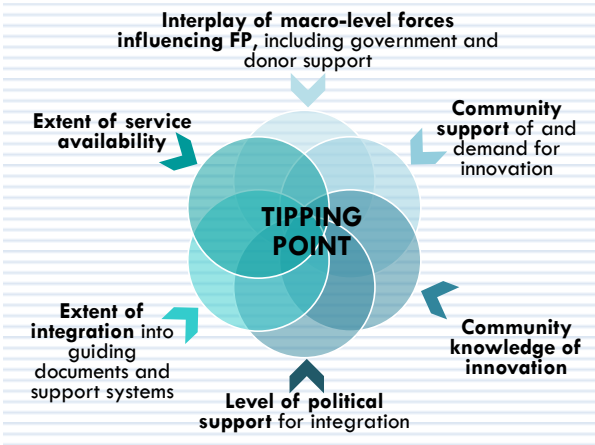 Interplay of macro-level forces
influencing FP, including government and
donor support
Extent of service
availability
Community
support of and
demand for
innovation
TIPPING
POINT
Extent of
integration into
guiding
documents and
support systems
Community
knowledge of
innovation
Level of political
support for integration